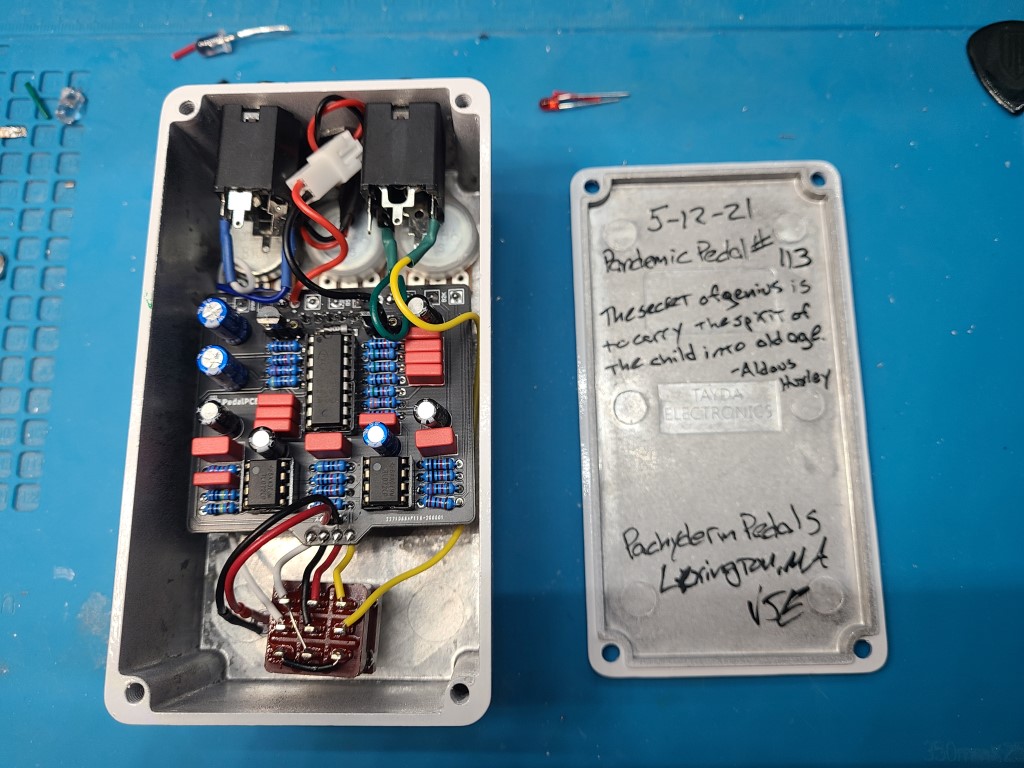 5-12-21
Pandemic Pedal #
113
The secret of genius is
to carry the spirit of
the child into old age.
-Aldous
Huxley
TAYDA
ELECTRONICS
Pachyderm Pedals
Lexington, MA
VSE
PedalPCB